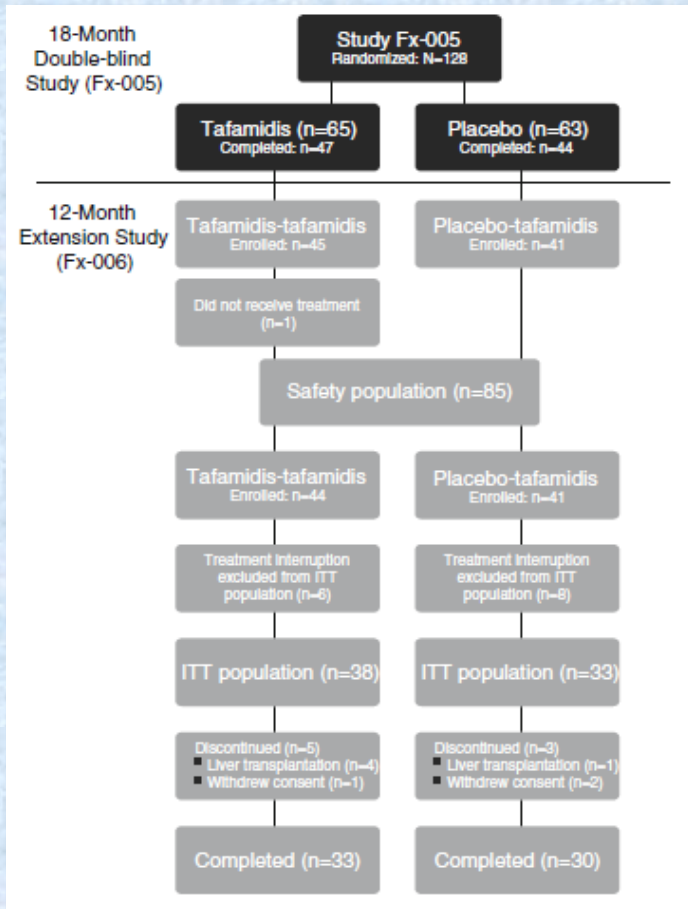 18-Month
Double-blind
Study (Fx-005)
Study Fx-005
Randomized: N=128
Tafamidis (n=65)
Completed: n=47
Placebo (n=63)
Completed: n=44
12-Month
Extension Study
(Fx-006)
Tafamidis-tafamidis
Enrolled: n=45
Placebo-tafamidis
Enrolled: n=41
Did not receive treatment
(n=1)
Safety population (n=85)
Tafamidis-tafamidis
Enrolled: n=44
Placebo-tafamidis
Enrolled: n=41
Treatment interruption
excluded from ITT
population (n=6)
Treatment interruption
excluded from ITT
population (n=8)
ITT population (n=38)
ITT population (n=33)
Discontinued (n=5)
▪ Liver transplantation (n=4)
▪ Withdrew consent (n=1)
Discontinued (n=3)
▪ Liver transplantation (n=1)
▪ Withdrew consent (n=2)
Completed (n=33)
Completed (n=30)